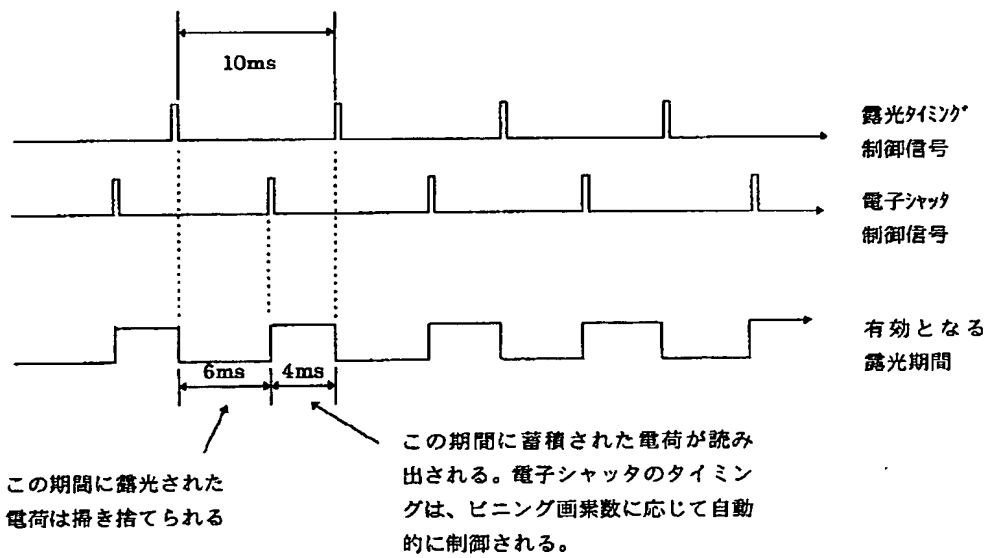 10ms
露光タイミング
制御信号
電子シャッタ
制御信号
有効となる
露光期間
6ms
4ms
この期間に露光された
電荷は掃き捨てられる
この期間に蓄積された電荷が読み
出される。電子シャッタのタイミン
グは、ビニング画素数に応じて自動
的に制御される。